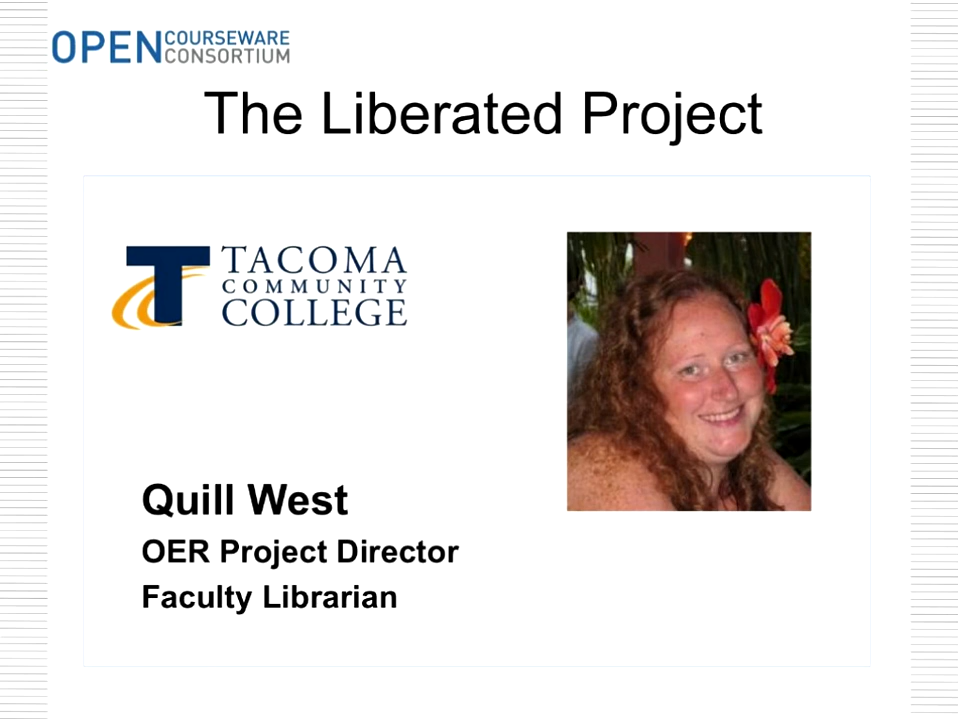 OPEN COURSEWARE
CONSORTIUM
The Liberated Project
TACOMA
COMMUNITY
COLLEGE
Quill West
OER Project Director
Faculty Librarian